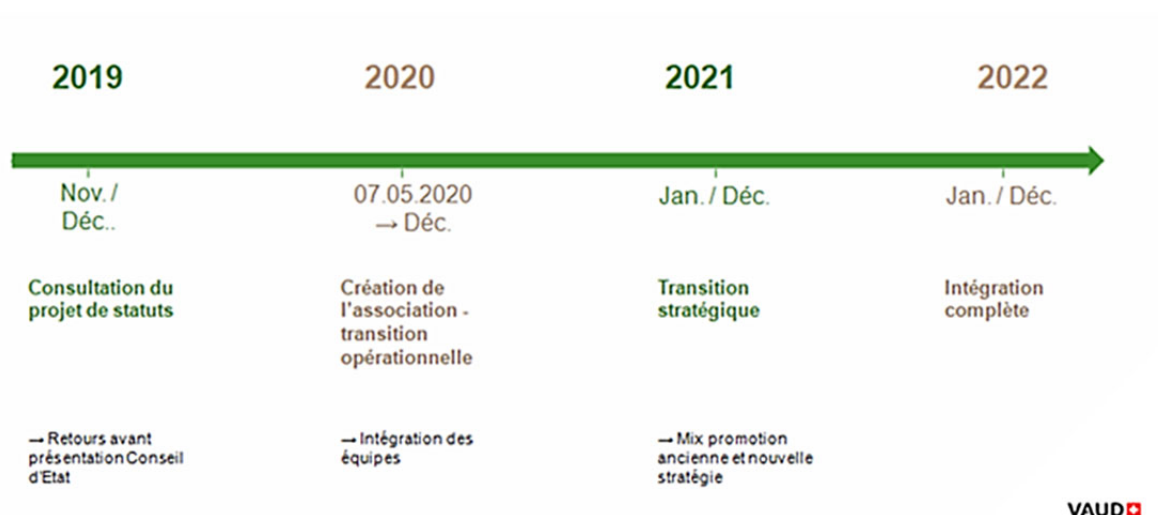 2019
2020
2021
2022
Nov. /
Déc..
07.05.2020
→ Déc.
Jan. / Déc.
Jan. / Déc.
Consultation du
projet de statuts
Création de
l'association -
transition
opérationnelle
Transition
stratégique
Intégration
complète
→ Retours avant
présentation Conseil
d'Etat
→ Intégration des
équipes
→ Mix promotion
ancienne et nouvelle
stratégie
VAUD